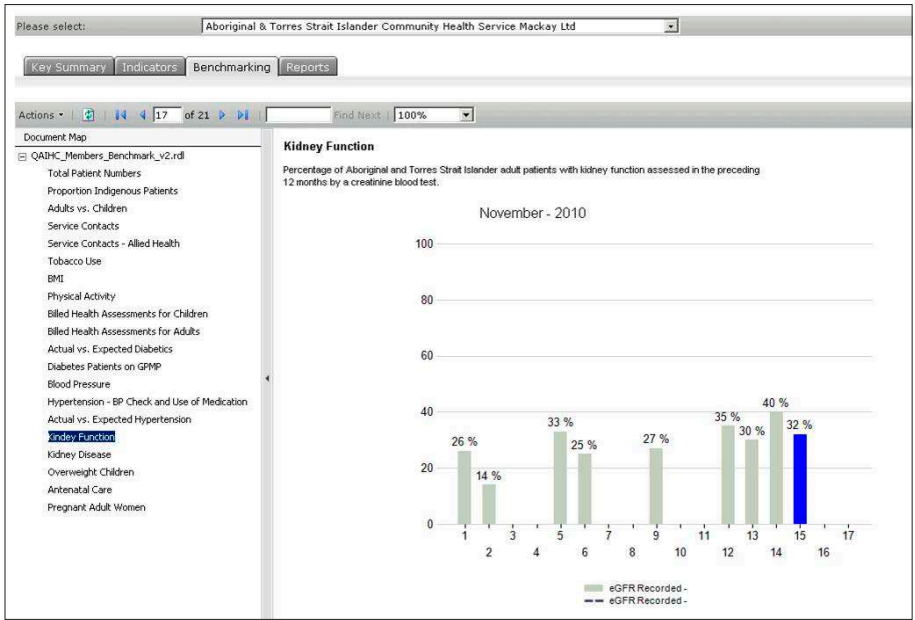 Please select: Aboriginal & Torres Strait Islander Community Health Service Mackay Ltd
Key Summary Indicators Benchmarking Reports
Actions 17 of 21 Find Next 100%
Document Map
QAIHC_Members_Benchmark_v2.rdl
Total Patient Numbers
Proportion Indigenous Patients
Adults vs. Children
Service Contacts
Service Contacts - Allied Health
Tobacco Use
BMI
Physical Activity
Billed Health Assessments for Children
Billed Health Assessments for Adults
Actual vs. Expected Diabetics
Diabetes Patients on GPMP
Blood Pressure
Hypertension - BP Check and Use of Medication
Actual vs. Expected Hypertension
Kindey Function
Kidney Disease
Overweight Children
Antenatal Care
Pregnant Adult Women
Kidney Function
Percentage of Aboriginal and Torres Strait Islander adult patients with kidney function assessed in the preceding
12 months by a creatinine blood test.
November - 2010
100
80
60
40
20
0
26 %
14 %
33 %
25 %
27 %
35 %
30 %
40 %
32 %
1 3 5 7 9 11 13 15 17
2 4 6 8 10 12 14 16
eGFR Recorded -
eGFR Recorded -